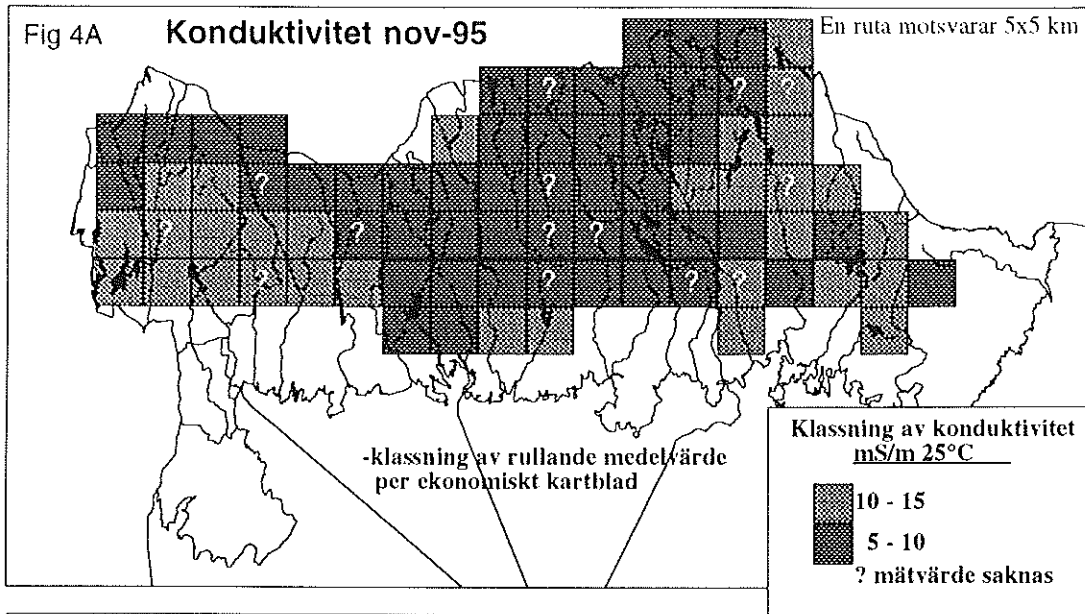 Fig 4A Konduktivitet nov-95
En ruta motsvarar 5x5 km
?
?
?
?
?
?
?
?
?
?
?
?
?
?
-klassning av rullande medelvärde
per ekonomiskt kartblad
Klassning av konduktivitet
mS/m 25°C
10 - 15
5 - 10
? mätvärde saknas